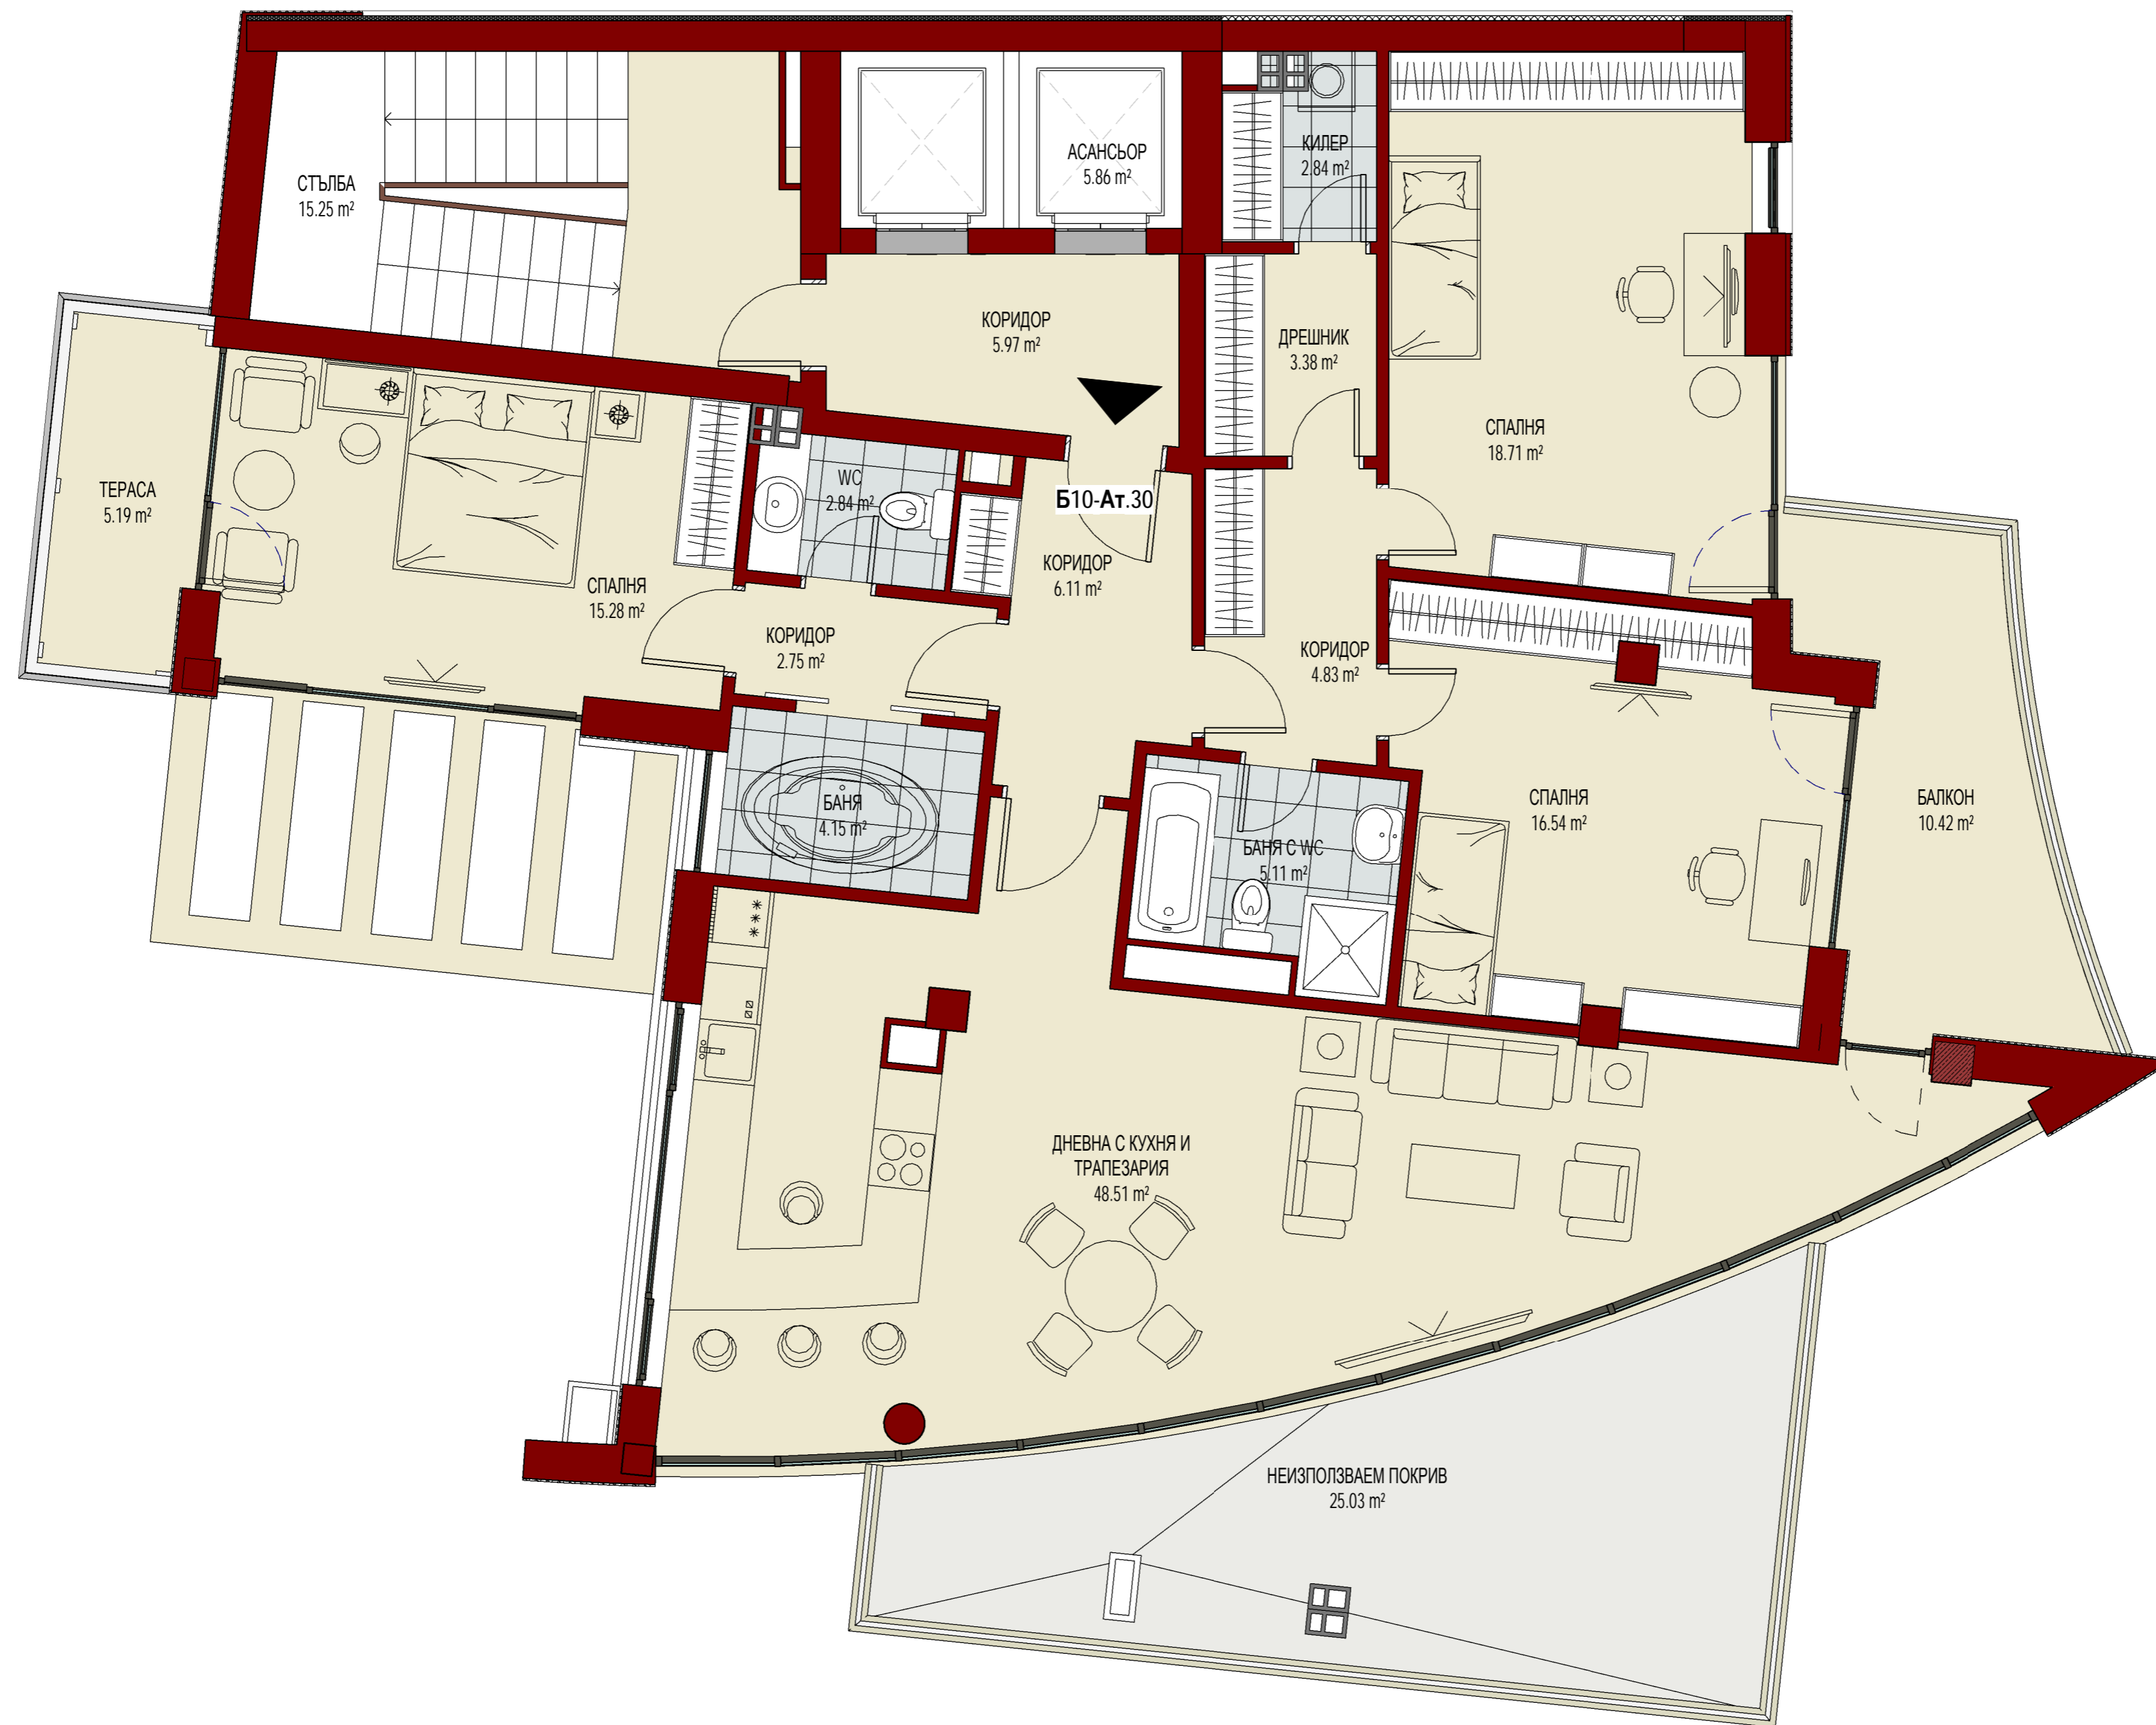 СТЪЛБА
15.25 m²
АСАНСЬОР
5.86 m²
КИЛЕР
2.84 m²
КОРИДОР
5.97 m²
ДРЕШНИК
3.38 m²
СПАЛНЯ
18.71 m²
ТЕРАСА
5.19 m²
WC
2.84 m²
Б10-Ат.30
СПАЛНЯ
15.28 m²
КОРИДОР
6.11 m²
КОРИДОР
2.75 m²
КОРИДОР
4.83 m²
БАНЯ
4.15 m²
БАНЯ С WC
5.11 m²
СПАЛНЯ
16.54 m²
БАЛКОН
10.42 m²
ДНЕВНА С КУХНЯ И
ТРАПЕЗАРИЯ
48.51 m²
НЕИЗПОЛЗВАЕМ ПОКРИВ
25.03 m²